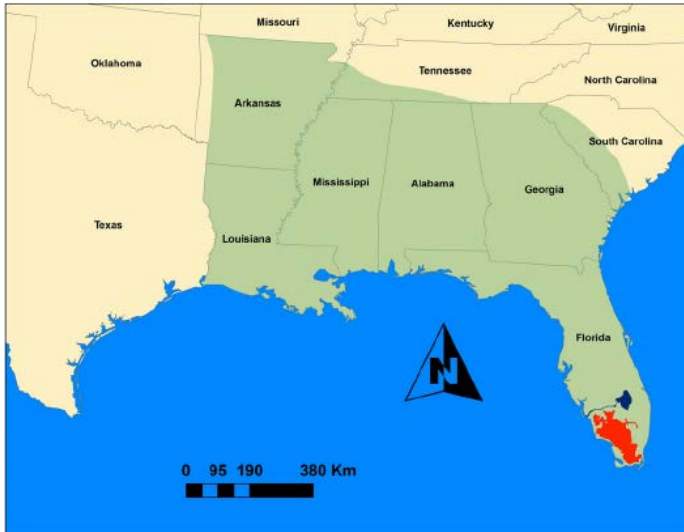 Missouri
Kentucky
Virginia
Oklahoma
Tennessee
North Carolina
Arkansas
South Carolina
Mississippi
Alabama
Georgia
Texas
Louisiana
Florida
N
0 95 190 380 Km